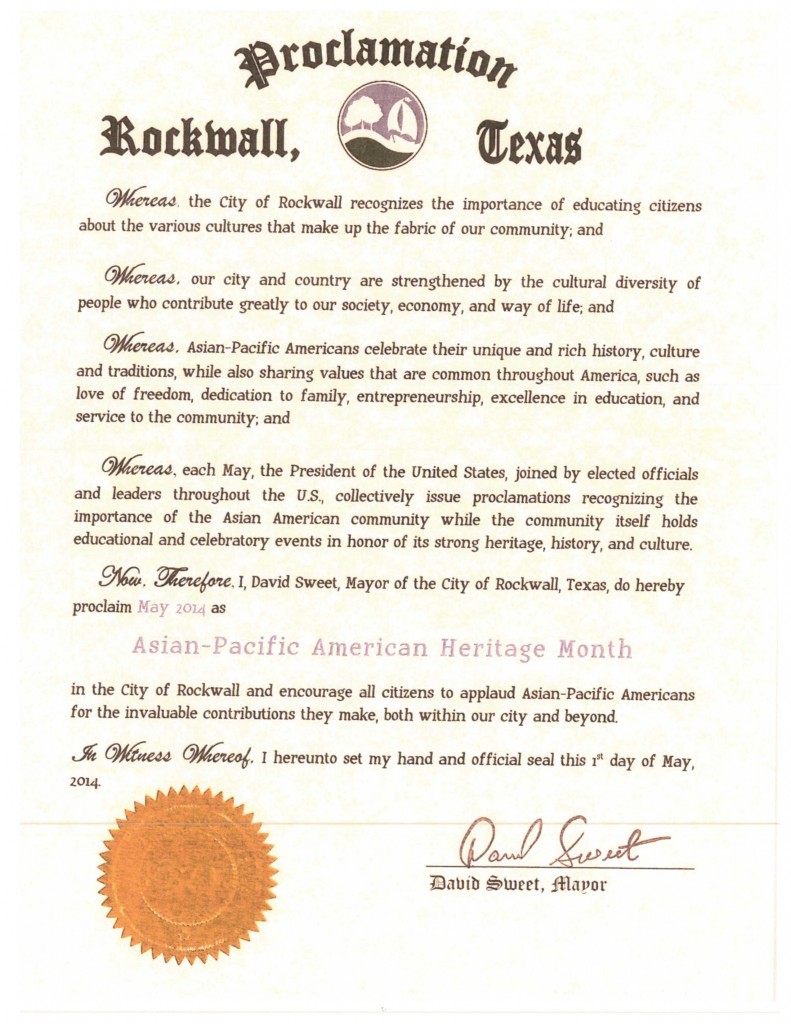 Proclamation
Rockwall, Texas
Whereas, the City of Rockwall recognizes the importance of educating citizens
about the various cultures that make up the fabric of our community; and
Whereas, our city and country are strengthened by the cultural diversity of
people who contribute greatly to our society, economy, and way of life; and
Whereas, Asian-Pacific Americans celebrate their unique and rich history, culture
and traditions, while also sharing values that are common throughout America, such as
love of freedom, dedication to family, entrepreneurship, excellence in education, and
service to the community; and
Whereas, each May, the President of the United States, joined by elected officials
and leaders throughout the U.S., collectively issue proclamations recognizing the
importance of the Asian American community while the community itself holds
educational and celebratory events in honor of its strong heritage, history, and culture.
Now, Therefore, I, David Sweet, Mayor of the City of Rockwall, Texas, do hereby
proclaim May 2014 as
Asian-Pacific American Heritage Month
in the City of Rockwall and encourage all citizens to applaud Asian-Pacific Americans
for the invaluable contributions they make, both within our city and beyond.
In Witness Whereof, I hereunto set my hand and official seal this 1st day of May,
2014.
David Sweet
David Sweet, Mayor